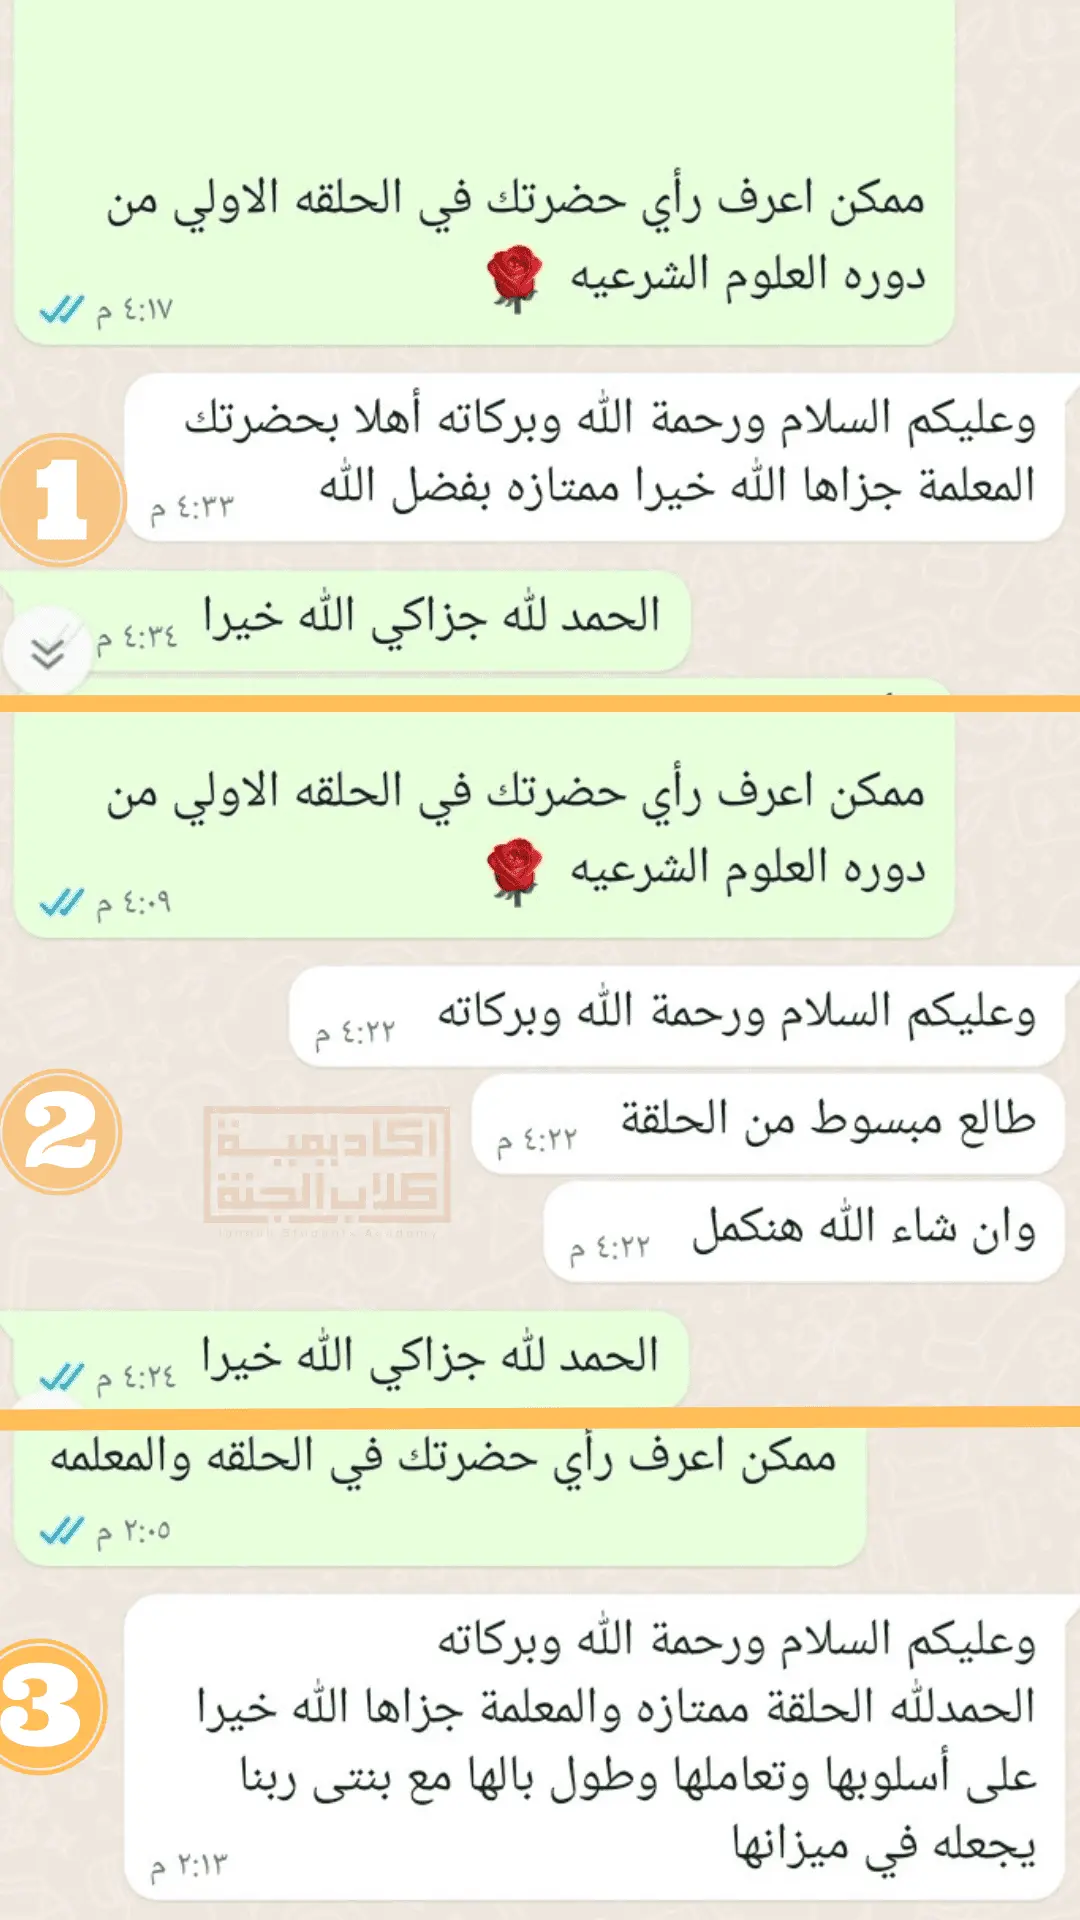 ممكن اعرف رأي حضرتك في الحلقه الاولي من
دوره العلوم الشرعيه 🌹
٤:١٧ م
وعليكم السلام ورحمة الله وبركاته أهلا بحضرتك
المعلمة جزاها الله خيرا ممتازه بفضل الله
٤:٣٣ م
1
الحمد لله جزاكي الله خيرا
٤:٣٤ م
ممكن اعرف رأي حضرتك في الحلقه الاولي من
دوره العلوم الشرعيه 🌹
٤:٠٩ م
وعليكم السلام ورحمة الله وبركاته
٤:٢٢ م
طالع مبسوط من الحلقة
٤:٢٢ م
2
أكاديمية
طلاب الجنة
Jannah Students Academy
وان شاء الله هنكمل
٤:٢٢ م
الحمد لله جزاكي الله خيرا
٤:٢٤ م
ممكن اعرف رأي حضرتك في الحلقه والمعلمه
٢:٠٥ م
وعليكم السلام ورحمة الله وبركاته
الحمدلله الحلقة ممتازه والمعلمة جزاها الله خيرا
على أسلوبها وتعاملها وطول بالها مع بنتى ربنا
يجعله في ميزانها
٢:١٣ م
3